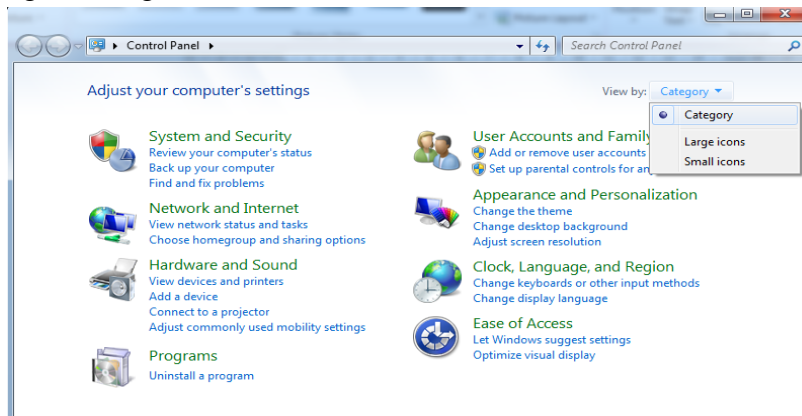 Control Panel
Search Control Panel
Adjust your computer's settings
View by: Category
Category
Large icons
Small icons
System and Security
Review your computer's status
Back up your computer
Find and fix problems
Network and Internet
View network status and tasks
Choose homegroup and sharing options
Hardware and Sound
View devices and printers
Add a device
Connect to a projector
Adjust commonly used mobility settings
Programs
Uninstall a program
User Accounts and Family
Add or remove user accounts
Set up parental controls for
Appearance and Personalization
Change the theme
Change desktop background
Adjust screen resolution
Clock, Language, and Region
Change keyboards or other input methods
Change display language
Ease of Access
Let Windows suggest settings
Optimize visual display